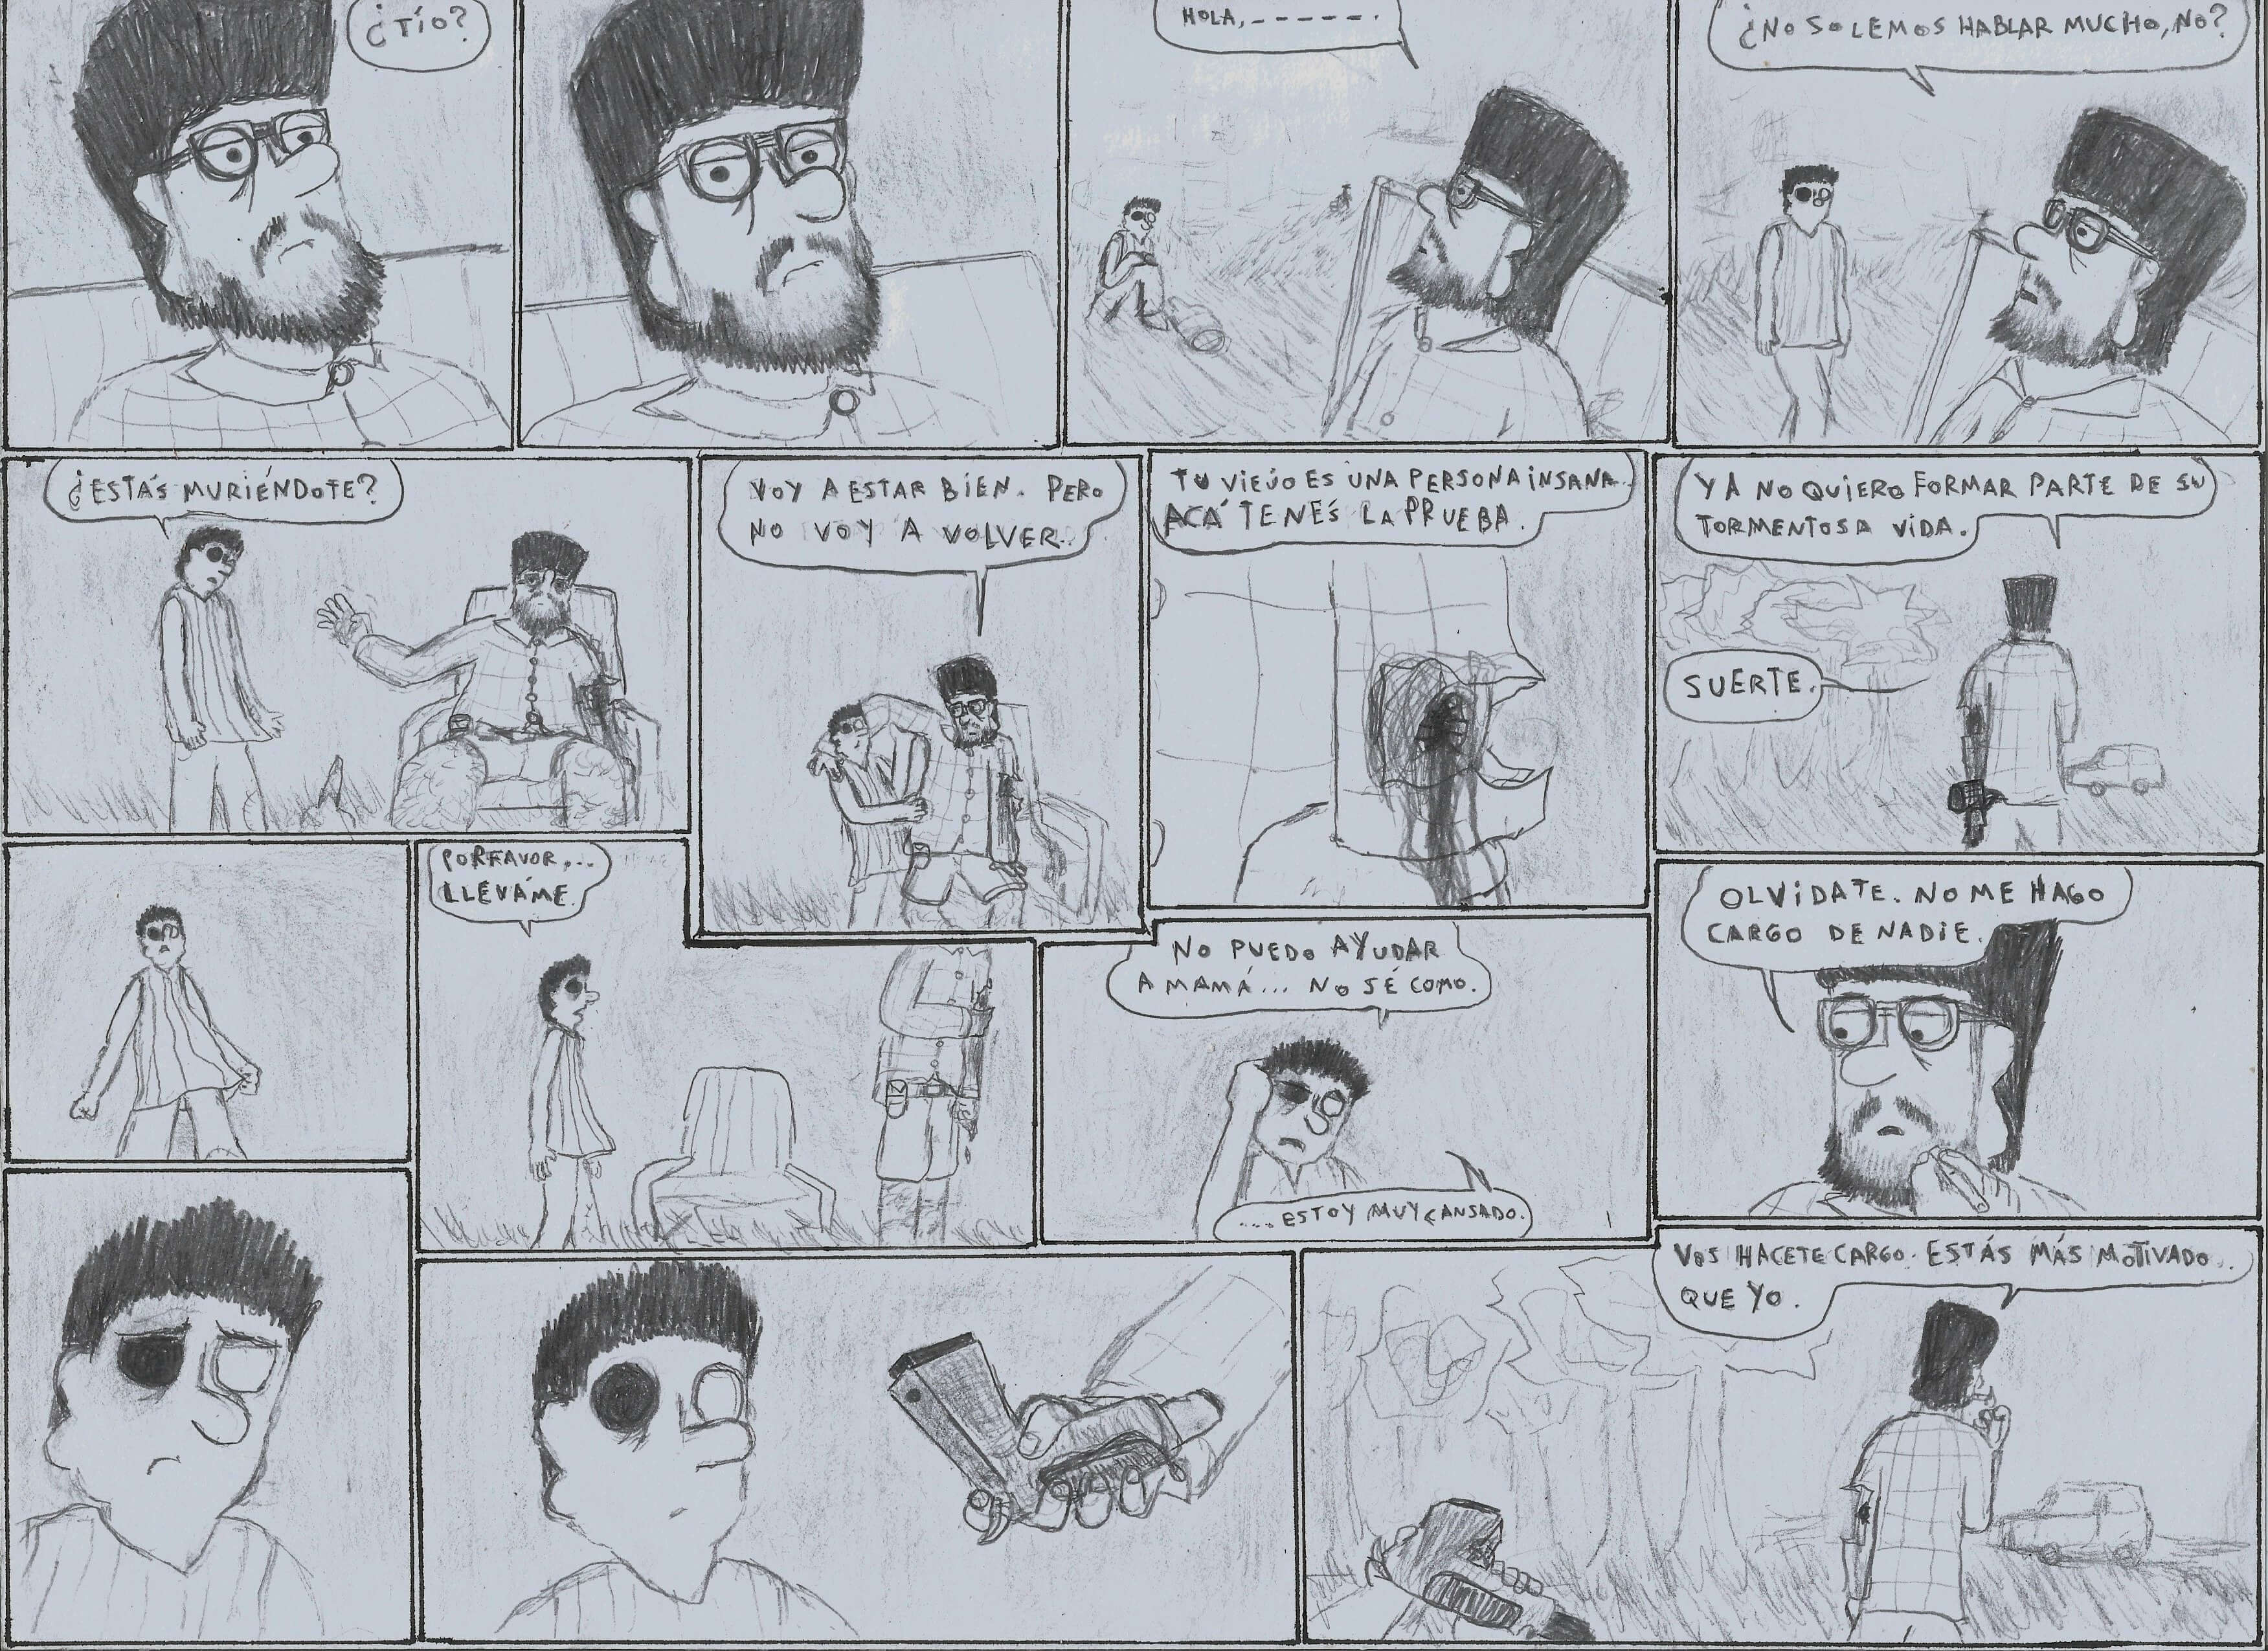 ¿TÍO?
HOLA, ------.
¿NO SOLEMOS HABLAR MUCHO, NO?
¿ESTÁS MURIÉNDOTE?
VOY A ESTAR BIEN. PERO
NO VOY A VOLVER.
TU VIEJO ES UNA PERSONA INSANA.
ACÁ TENÉS LA PRUEBA.
YA NO QUIERO FORMAR PARTE DE SU
TORMENTOSA VIDA.
SUERTE.
PORFAVOR,...
LLEVÁME.
NO PUEDO AYUDAR
A MAMÁ... NO SÉ COMO.
...ESTOY MUY CANSADO.
OLVIDATE. NO ME HAGO
CARGO DE NADIE.
VOS HACETE CARGO. ESTÁS MÁS MOTIVADO
QUE YO.